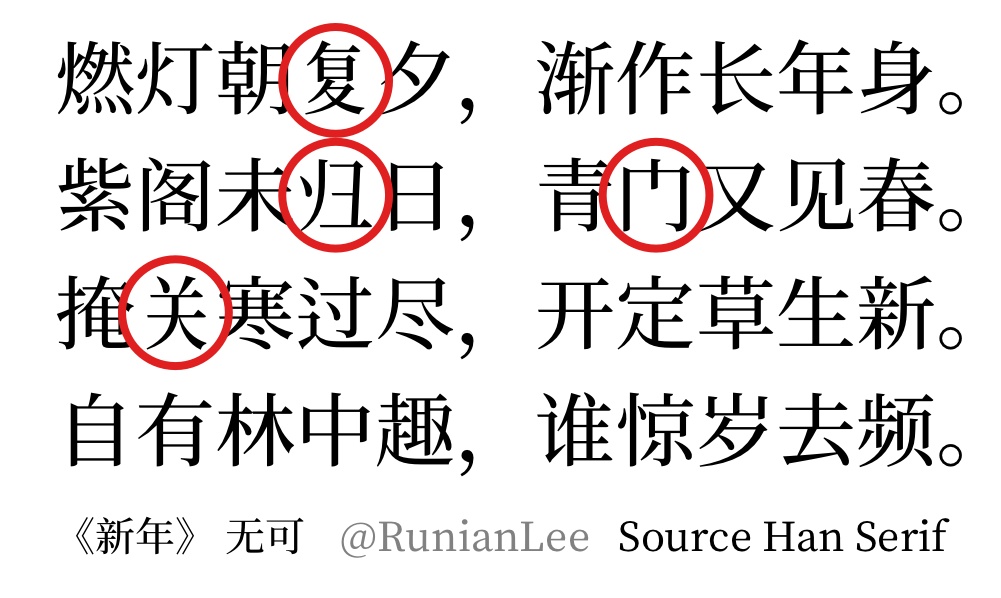 燃灯朝复夕，渐作长年身。
紫阁未归日，青门又见春。
掩关寒过尽，开定草生新。
自有林中趣，谁惊岁去频。
《新年》 无可 @RunianLee Source Han Serif